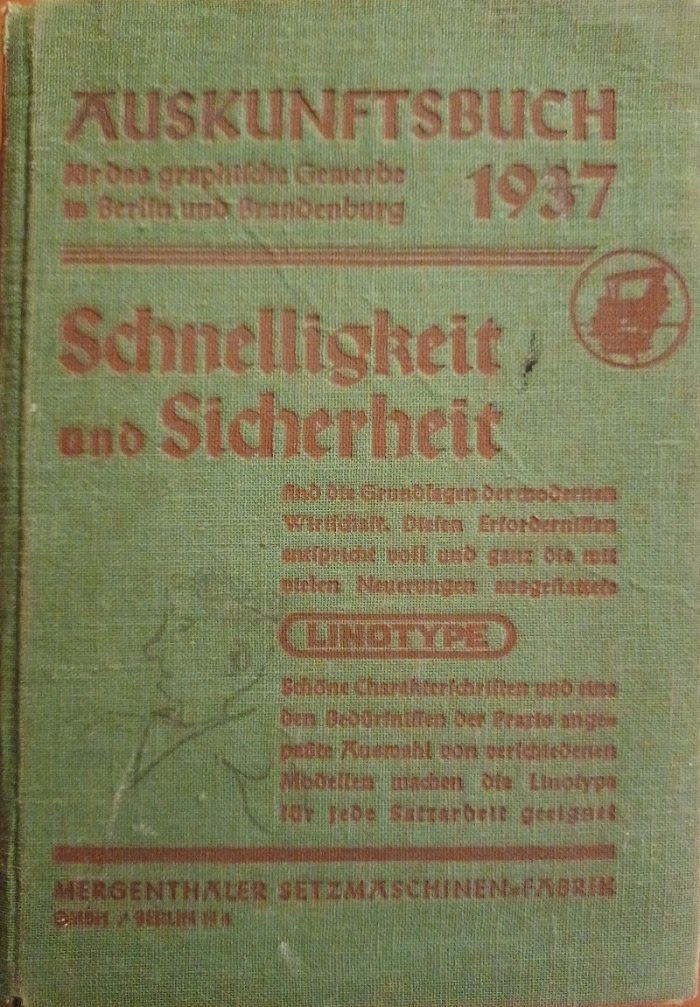 AUSKUNFTSBUCH
für das graphische Gewerbe
in Berlin und Brandenburg
1937
Schnelligkeit
und Sicherheit
sind die Grundlagen der modernen
Wirtschaft. Diesen Erfordernissen
entspricht voll und ganz die mit
vielen Neuerungen ausgestattete
LINOTYPE
Schöne Charakterschriften und eine
den Bedürfnissen der Praxis ange-
paßte Auswahl von verschiedenen
Modellen machen die Linotype
für jede Satzarbeit geeignet
MERGENTHALER SETZMASCHINEN-FABRIK
GMBH / BERLIN N 4